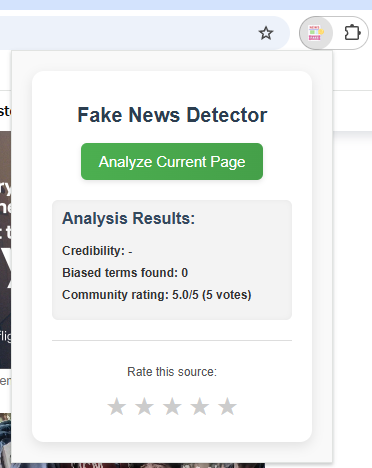 Fake News Detector
Analyze Current Page
Analysis Results:
Credibility: -
Biased terms found: 0
Community rating: 5.0/5 (5 votes)
Rate this source: